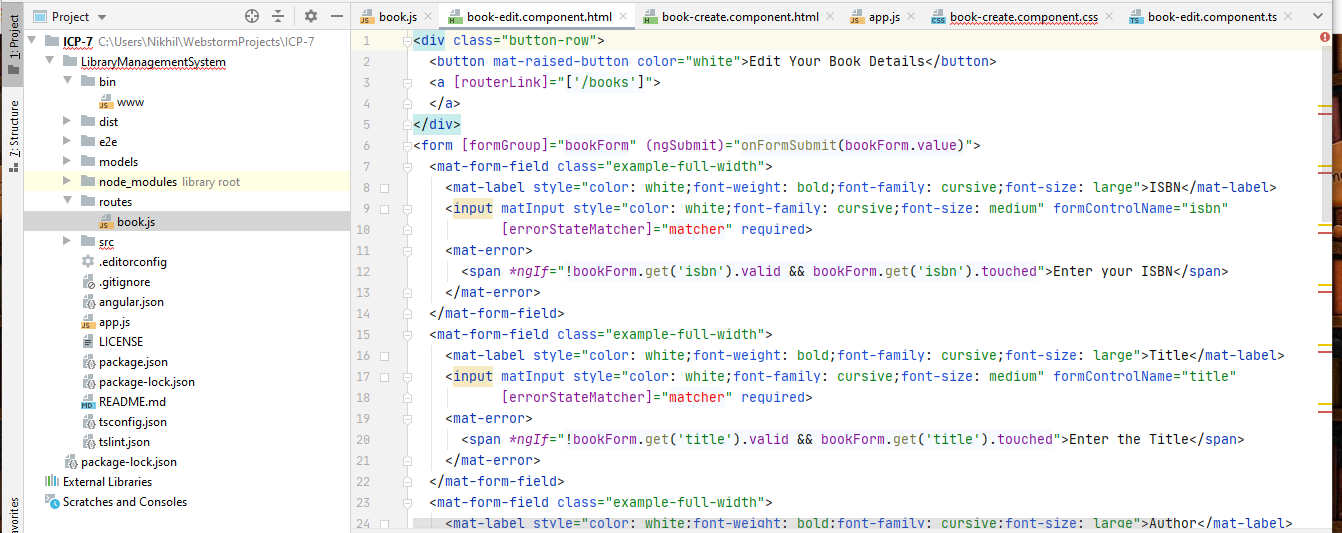 Project
book.js
book-edit.component.html
book-create.component.html
app.js
book-create.component.css
book-edit.component.ts
1: Project
7: Structure
ICP-7 C:\Users\Nikhil\WebstormProjects\ICP-7
LibraryManagementSystem
bin
www
dist
e2e
models
node_modules library root
routes
book.js
src
.editorconfig
.gitignore
angular.json
app.js
LICENSE
package.json
package-lock.json
README.md
tsconfig.json
tslint.json
package-lock.json
External Libraries
Scratches and Consoles
1 <div class="button-row">
2 <button mat-raised-button color="white">Edit Your Book Details</button>
3 <a [routerLink]="['/books']">
4 </a>
5 </div>
6 <form [formGroup]="bookForm" (ngSubmit)="onFormSubmit(bookForm.value)">
7 <mat-form-field class="example-full-width">
8 <mat-label style="color: white;font-weight: bold;font-family: cursive;font-size: large">ISBN</mat-label>
9 <input matInput style="color: white;font-family: cursive;font-size: medium" formControlName="isbn"
10 [errorStateMatcher]="matcher" required>
11 <mat-error>
12 <span *ngIf="!bookForm.get('isbn').valid && bookForm.get('isbn').touched">Enter your ISBN</span>
13 </mat-error>
14 </mat-form-field>
15 <mat-form-field class="example-full-width">
16 <mat-label style="color: white;font-weight: bold;font-family: cursive;font-size: large">Title</mat-label>
17 <input matInput style="color: white;font-family: cursive;font-size: medium" formControlName="title"
18 [errorStateMatcher]="matcher" required>
19 <mat-error>
20 <span *ngIf="!bookForm.get('title').valid && bookForm.get('title').touched">Enter the Title</span>
21 </mat-error>
22 </mat-form-field>
23 <mat-form-field class="example-full-width">
24 <mat-label style="color: white;font-weight: bold;font-family: cursive;font-size: large">Author</mat-label>